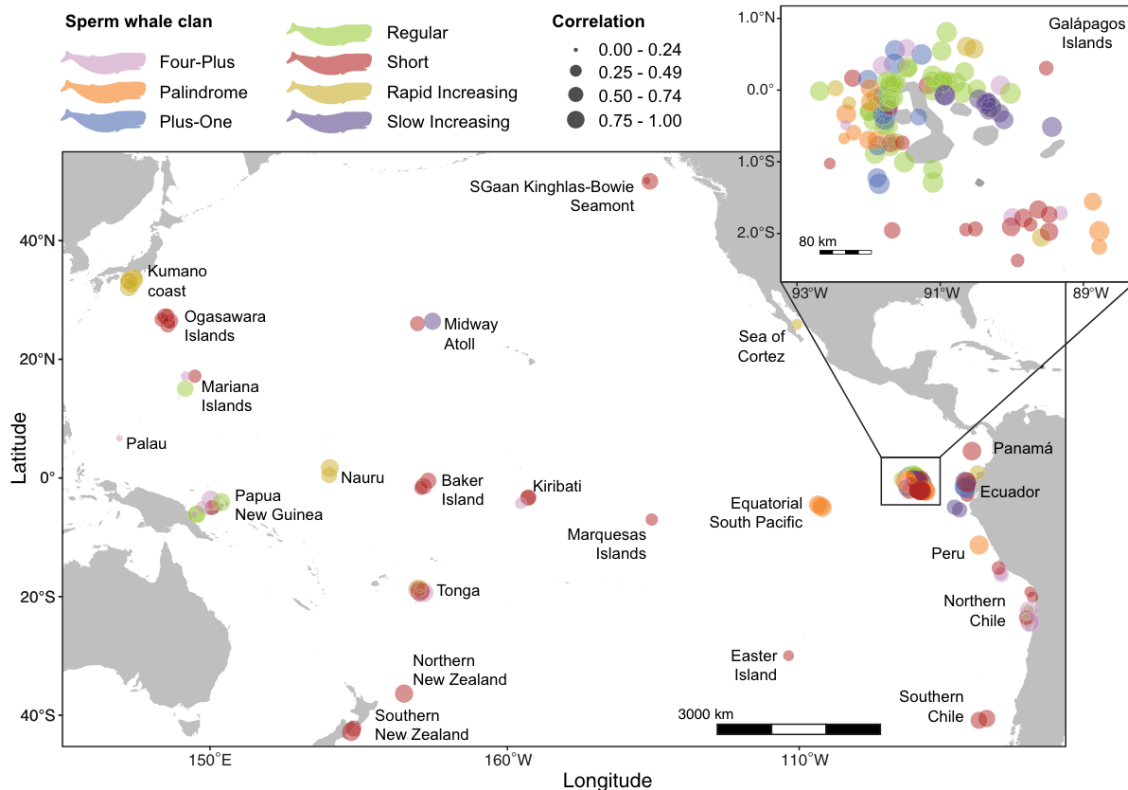 Sperm whale clan
Four-Plus
Palindrome
Plus-One
Regular
Short
Rapid Increasing
Slow Increasing
Correlation
0.00 - 0.24
0.25 - 0.49
0.50 - 0.74
0.75 - 1.00
1.0°N
0.0°
1.0°S
2.0°S
Galápagos
Islands
80 km
93°W
91°W
89°W
SGaan Kinghlas-Bowie
Seamont
Kumano
coast
Ogasawara
Islands
Midway
Atoll
Sea of
Cortez
Mariana
Islands
Palau
Nauru
Baker
Island
Kiribati
Panamá
Ecuador
Papua
New Guinea
Equatorial
South Pacific
Marquesas
Islands
Peru
Tonga
Northern
Chile
Northern
New Zealand
Easter
Island
Southern
New Zealand
Southern
Chile
3000 km
40°N
20°N
0°
20°S
40°S
Latitude
150°E
160°W
110°W
Longitude